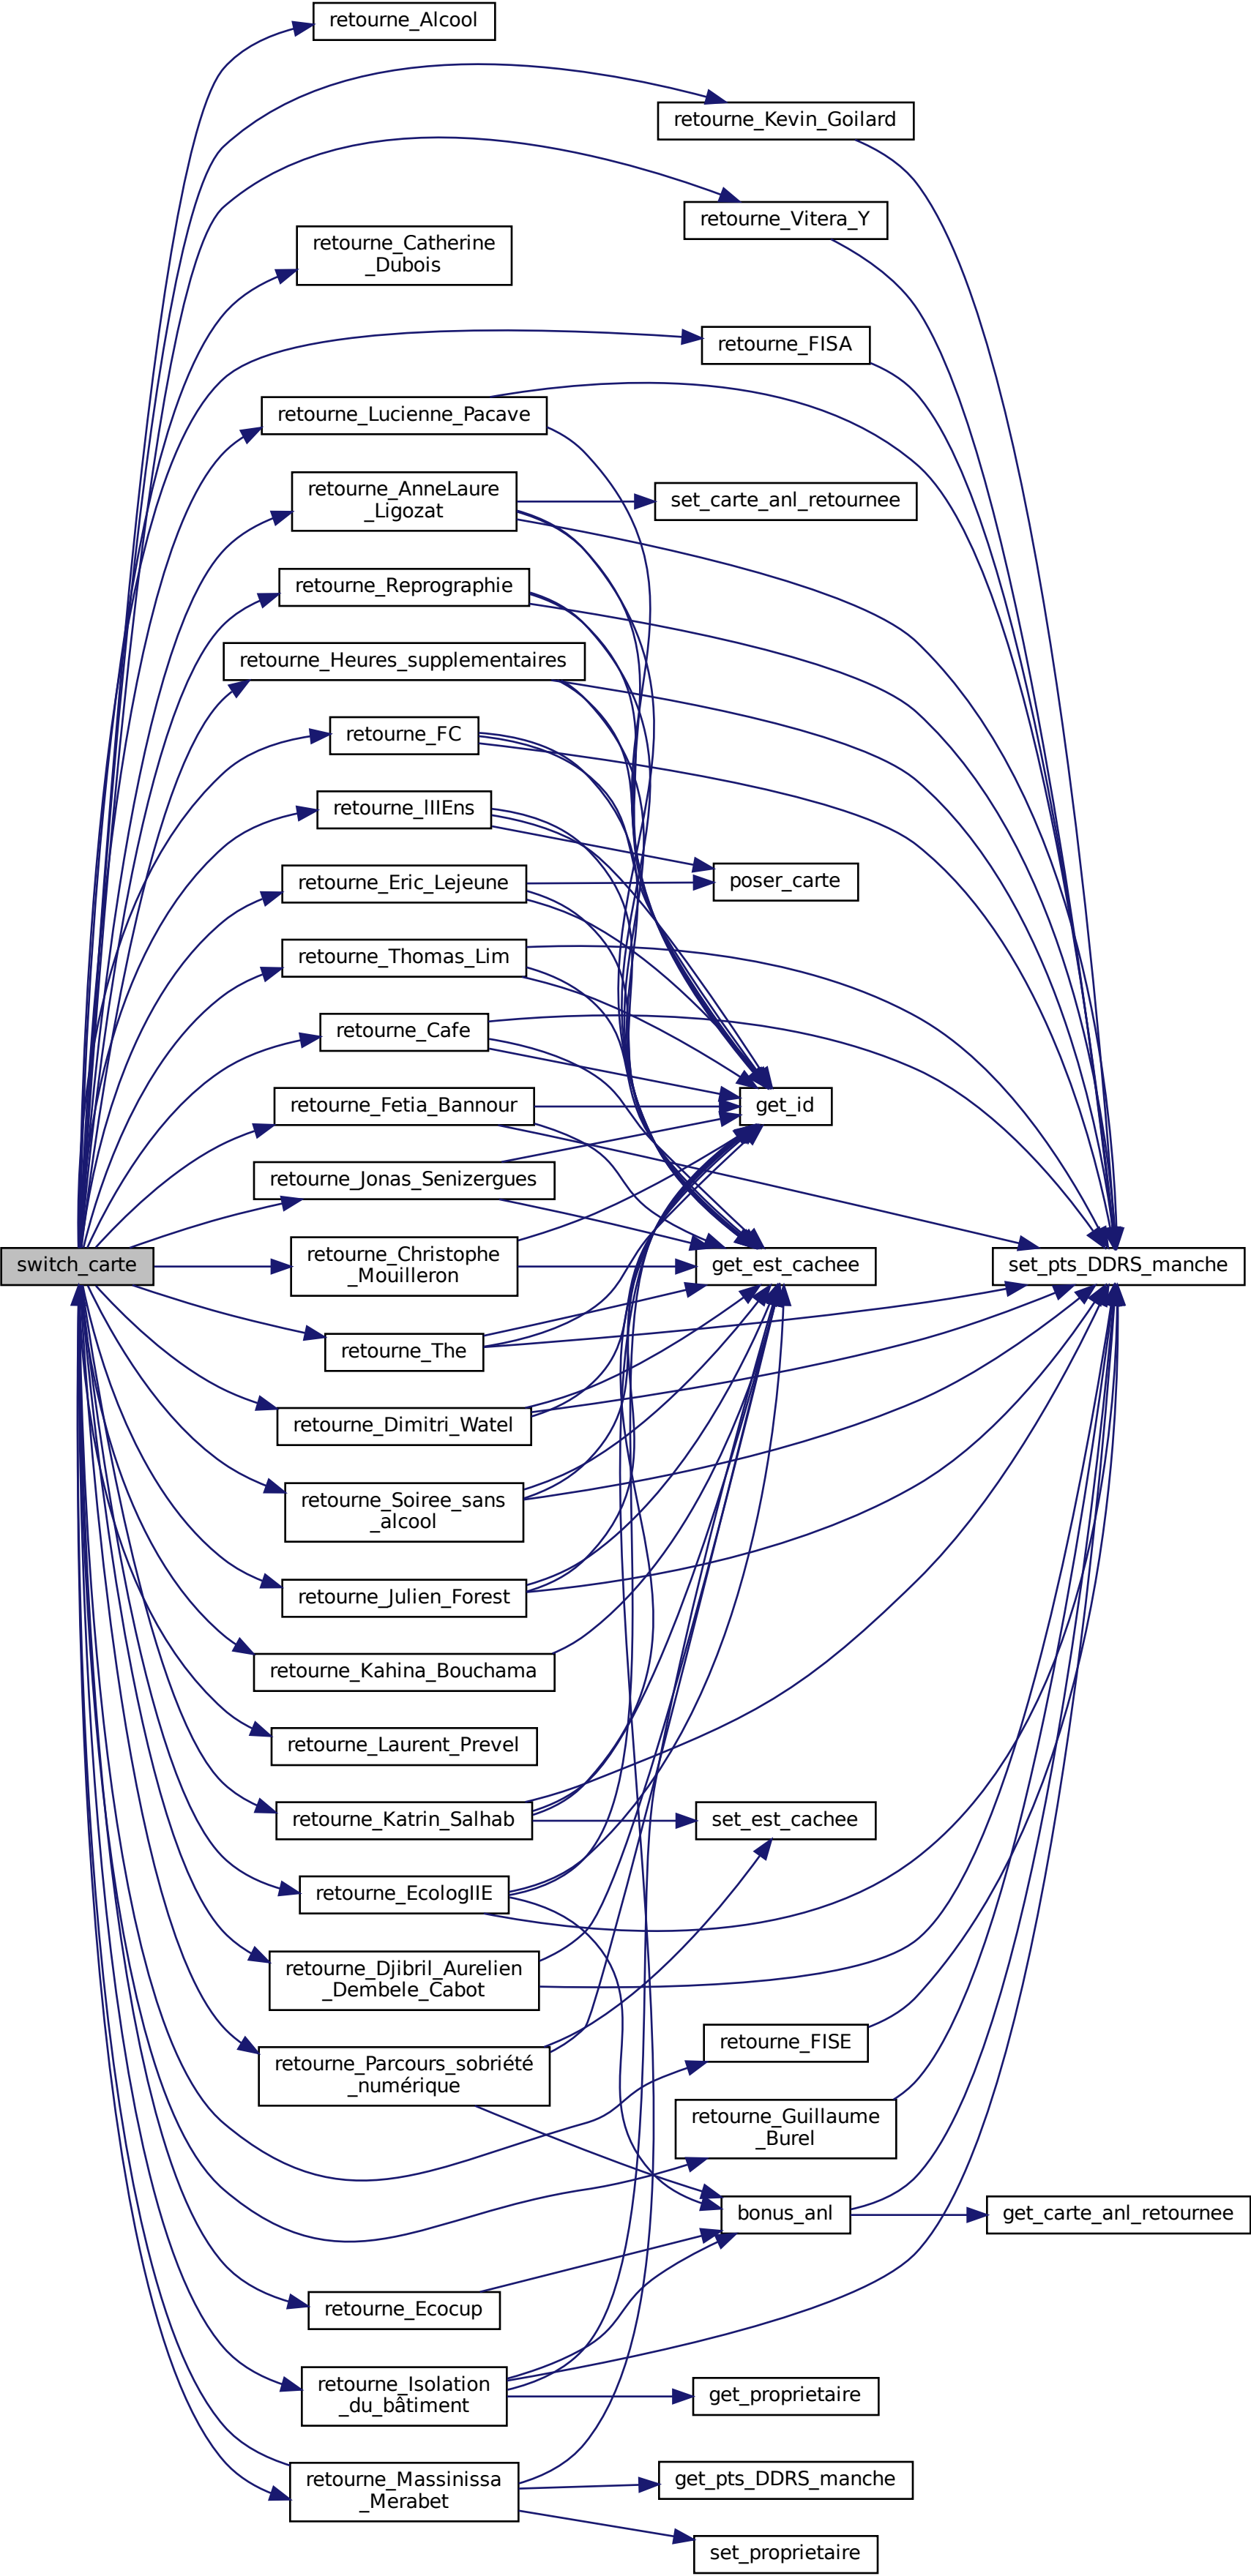 retourne_Alcool
retourne_Kevin_Goilard
retourne_Vitera_Y
retourne_Catherine
_Dubois
retourne_FISA
retourne_Lucienne_Pacave
retourne_AnneLaure
_Ligozat
set_carte_anl_retournee
retourne_Reprographie
retourne_Heures_supplementaires
retourne_FC
retourne_lIIEns
retourne_Eric_Lejeune
poser_carte
retourne_Thomas_Lim
retourne_Cafe
retourne_Fetia_Bannour
get_id
retourne_Jonas_Senizergues
switch_carte
retourne_Christophe
_Mouilleron
get_est_cachee
set_pts_DDRS_manche
retourne_The
retourne_Dimitri_Watel
retourne_Soiree_sans
_alcool
retourne_Julien_Forest
retourne_Kahina_Bouchama
retourne_Laurent_Prevel
retourne_Katrin_Salhab
set_est_cachee
retourne_EcologIIE
retourne_Djibril_Aurelien
_Dembele_Cabot
retourne_FISE
retourne_Parcours_sobriété
_numérique
retourne_Guillaume
_Burel
bonus_anl
get_carte_anl_retournee
retourne_Ecocup
retourne_Isolation
_du_bâtiment
get_proprietaire
retourne_Massinissa
_Merabet
get_pts_DDRS_manche
set_proprietaire